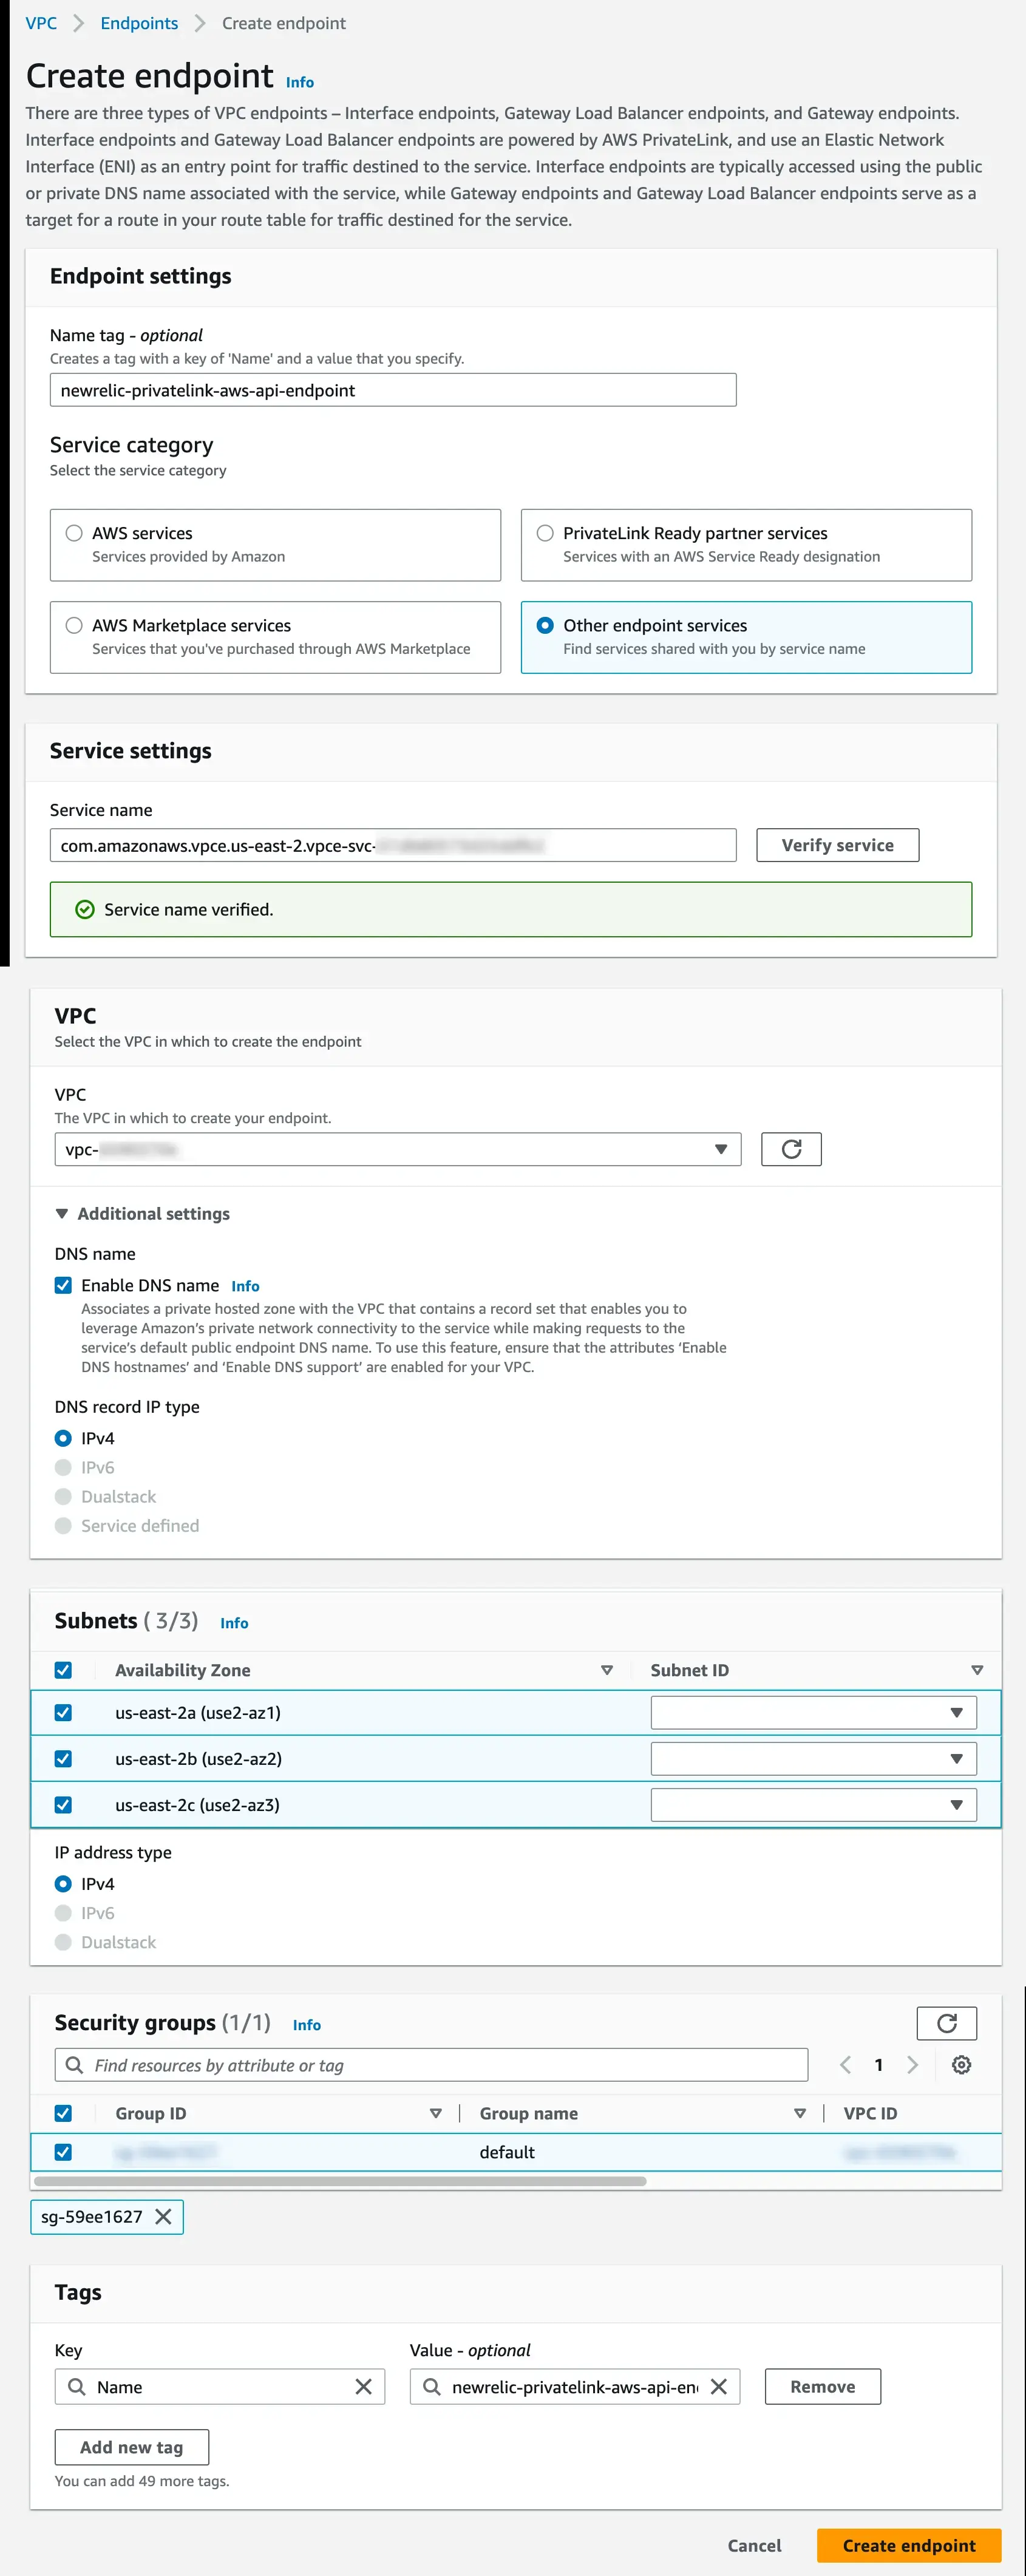 VPC > Endpoints > Create endpoint
Create endpoint Info
There are three types of VPC endpoints – Interface endpoints, Gateway Load Balancer endpoints, and Gateway endpoints.
Interface endpoints and Gateway Load Balancer endpoints are powered by AWS PrivateLink, and use an Elastic Network
Interface (ENI) as an entry point for traffic destined to the service. Interface endpoints are typically accessed using the public
or private DNS name associated with the service, while Gateway endpoints and Gateway Load Balancer endpoints serve as a
target for a route in your route table for traffic destined for the service.
Endpoint settings
Name tag - optional
Creates a tag with a key of 'Name' and a value that you specify.
newrelic-privatelink-aws-api-endpoint
Service category
Select the service category
AWS services
Services provided by Amazon
PrivateLink Ready partner services
Services with an AWS Service Ready designation
AWS Marketplace services
Services that you've purchased through AWS Marketplace
Other endpoint services
Find services shared with you by service name
Service settings
Service name
com.amazonaws.vpce.us-east-2.vpce-svc-
Verify service
Service name verified.
VPC
Select the VPC in which to create the endpoint
VPC
The VPC in which to create your endpoint.
vpc-
Additional settings
DNS name
Enable DNS name Info
Associates a private hosted zone with the VPC that contains a record set that enables you to
leverage Amazon's private network connectivity to the service while making requests to the
service's default public endpoint DNS name. To use this feature, ensure that the attributes 'Enable
DNS hostnames' and 'Enable DNS support' are enabled for your VPC.
DNS record IP type
IPv4
IPv6
Dualstack
Service defined
Subnets ( 3/3) Info
Availability Zone Subnet ID
us-east-2a (use2-az1)
us-east-2b (use2-az2)
us-east-2c (use2-az3)
IP address type
IPv4
IPv6
Dualstack
Security groups (1/1) Info
Find resources by attribute or tag
1
Group ID Group name VPC ID
default
sg-59ee1627
Tags
Key Value - optional
Name newrelic-privatelink-aws-api-en Remove
Add new tag
You can add 49 more tags.
Cancel Create endpoint